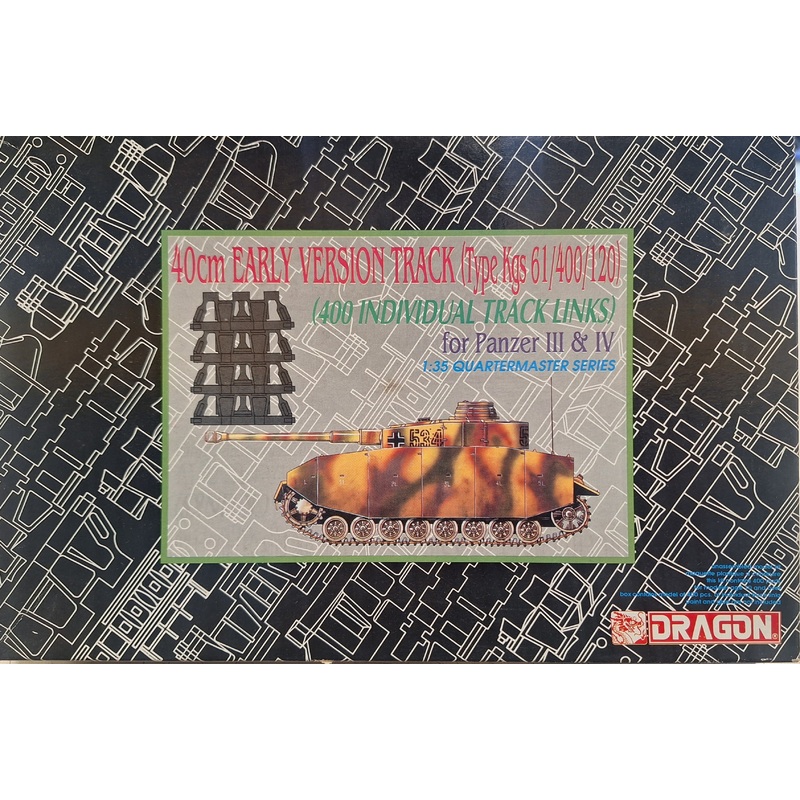 40cm EARLY VERSION TRACK (Type Kgs 61/400/120)
(400 INDIVIDUAL TRACK LINKS)
for Panzer III & IV
1:35 QUARTERMASTER SERIES
534
DRAGON